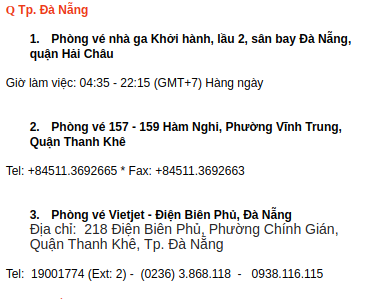 Q Tp. Đà Nẵng
1. Phòng vé nhà ga Khởi hành, lầu 2, sân bay Đà Nẵng,
quận Hải Châu
Giờ làm việc: 04:35 - 22:15 (GMT+7) Hàng ngày
2. Phòng vé 157 - 159 Hàm Nghi, Phường Vĩnh Trung,
Quận Thanh Khê
Tel: +84511.3692665 * Fax: +84511.3692663
3. Phòng vé Vietjet - Điện Biên Phủ, Đà Nẵng
Địa chỉ: 218 Điện Biên Phủ, Phường Chính Gián,
Quận Thanh Khê, Tp. Đà Nẵng
Tel: 19001774 (Ext: 2) - (0236) 3.868.118 - 0938.116.115